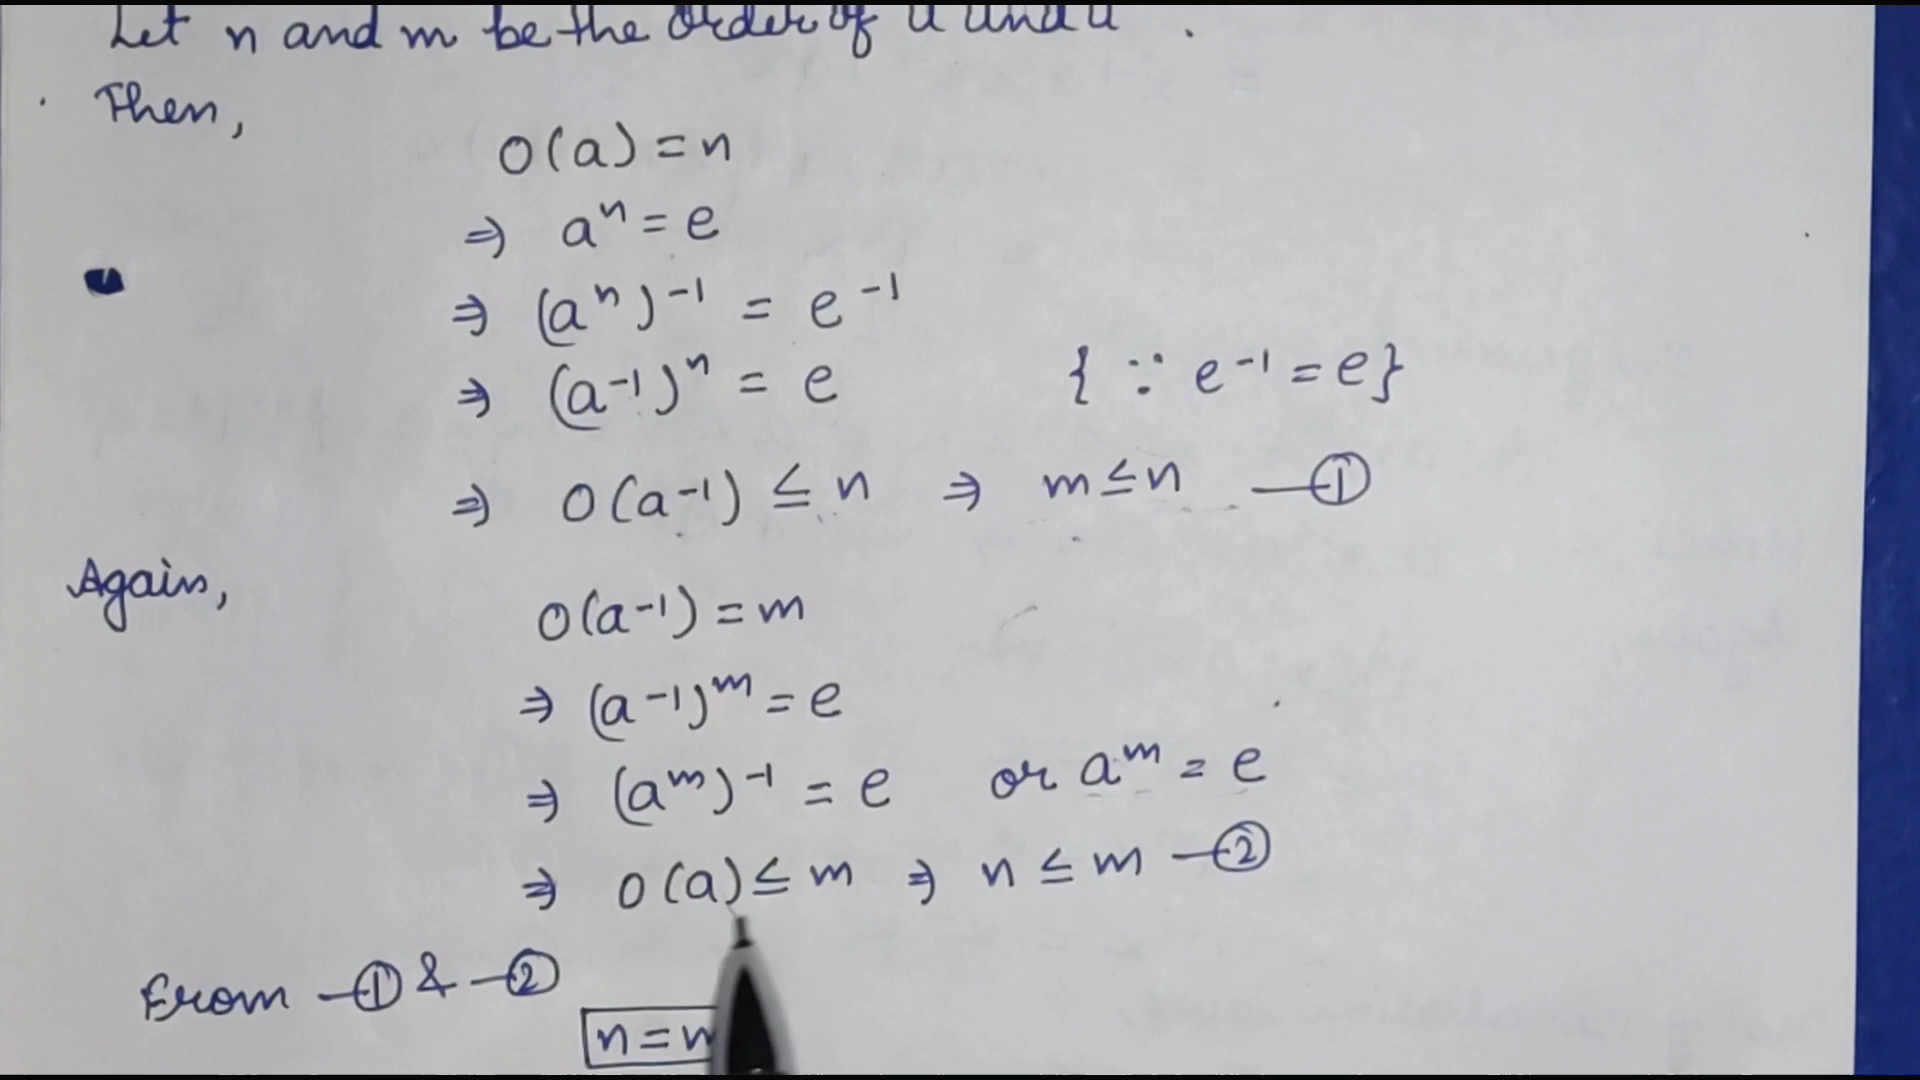 Let n and m be the order of a and a
Then,
O(a) = n
⇒ aⁿ = e
⇒ (aⁿ)⁻¹ = e⁻¹
⇒ (a⁻¹)ⁿ = e { ∵ e⁻¹ = e}
⇒ O(a⁻¹) ≤ n ⇒ m ≤ n —①
Again,
O(a⁻¹) = m
⇒ (a⁻¹)ᵐ = e
⇒ (aᵐ)⁻¹ = e or aᵐ = e
⇒ O(a) ≤ m ⇒ n ≤ m —②
From —① & —②
n =